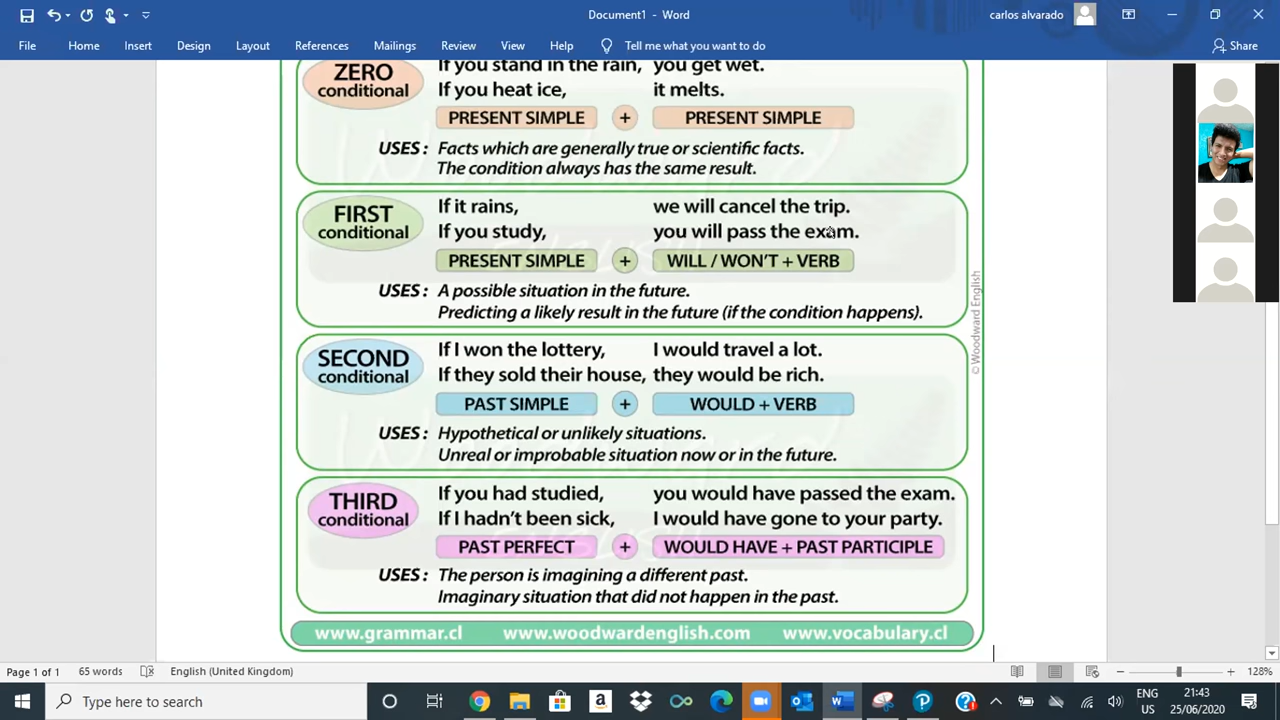 Document1 - Word
carlos alvarado
File Home Insert Design Layout References Mailings Review View Help Tell me what you want to do Share
ZERO conditional
If you stand in the rain, you get wet.
If you heat ice, it melts.
PRESENT SIMPLE + PRESENT SIMPLE
USES : Facts which are generally true or scientific facts.
The condition always has the same result.
FIRST conditional
If it rains, we will cancel the trip.
If you study, you will pass the exam.
PRESENT SIMPLE + WILL / WON'T + VERB
USES : A possible situation in the future.
Predicting a likely result in the future (if the condition happens).
SECOND conditional
If I won the lottery, I would travel a lot.
If they sold their house, they would be rich.
PAST SIMPLE + WOULD + VERB
USES : Hypothetical or unlikely situations.
Unreal or improbable situation now or in the future.
THIRD conditional
If you had studied, you would have passed the exam.
If I hadn't been sick, I would have gone to your party.
PAST PERFECT + WOULD HAVE + PAST PARTICIPLE
USES : The person is imagining a different past.
Imaginary situation that did not happen in the past.
© Woodward English
www.grammar.cl www.woodwardenglish.com www.vocabulary.cl
Page 1 of 1 65 words English (United Kingdom) 128%
Type here to search
ENG 21:43
25/06/2020